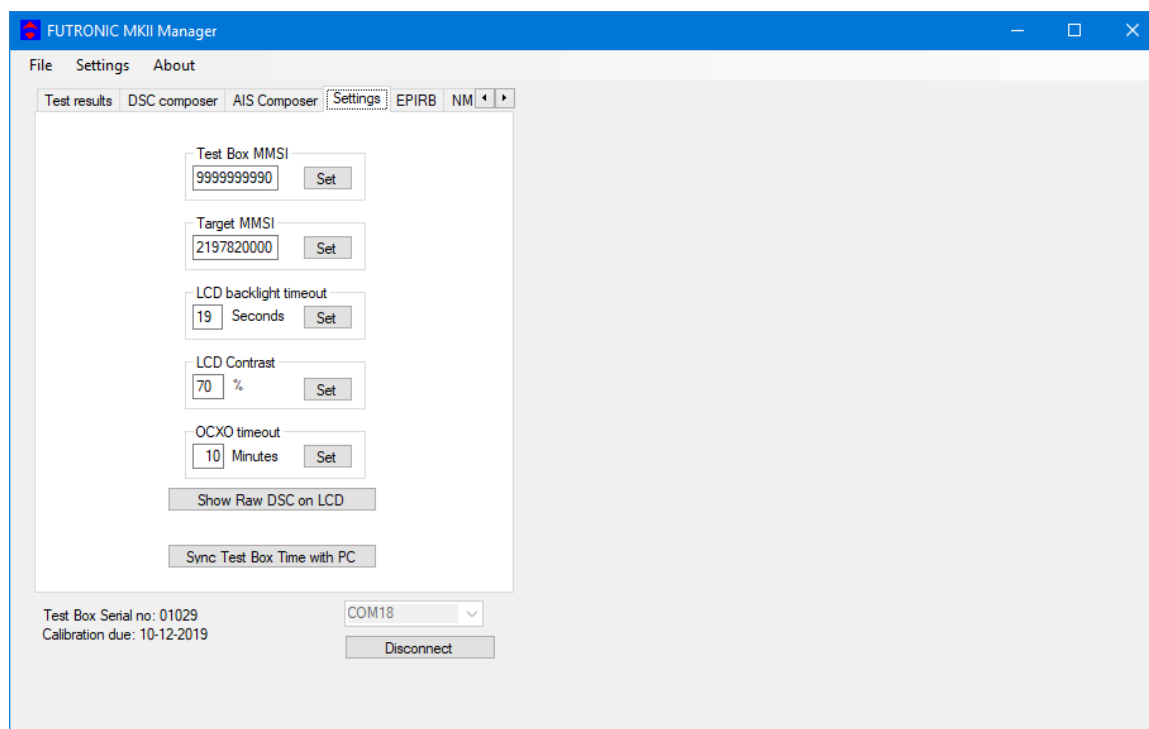 FUTRONIC MKII Manager
File Settings About
Test results DSC composer AIS Composer Settings EPIRB NM
Test Box MMSI
9999999990 Set
Target MMSI
2197820000 Set
LCD backlight timeout
19 Seconds Set
LCD Contrast
70 % Set
OCXO timeout
10 Minutes Set
Show Raw DSC on LCD
Sync Test Box Time with PC
Test Box Serial no: 01029
COM18
Calibration due: 10-12-2019
Disconnect